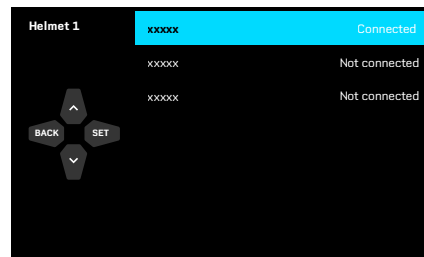 Helmet 1
xxxxx Connected
xxxxx Not connected
xxxxx Not connected
BACK SET